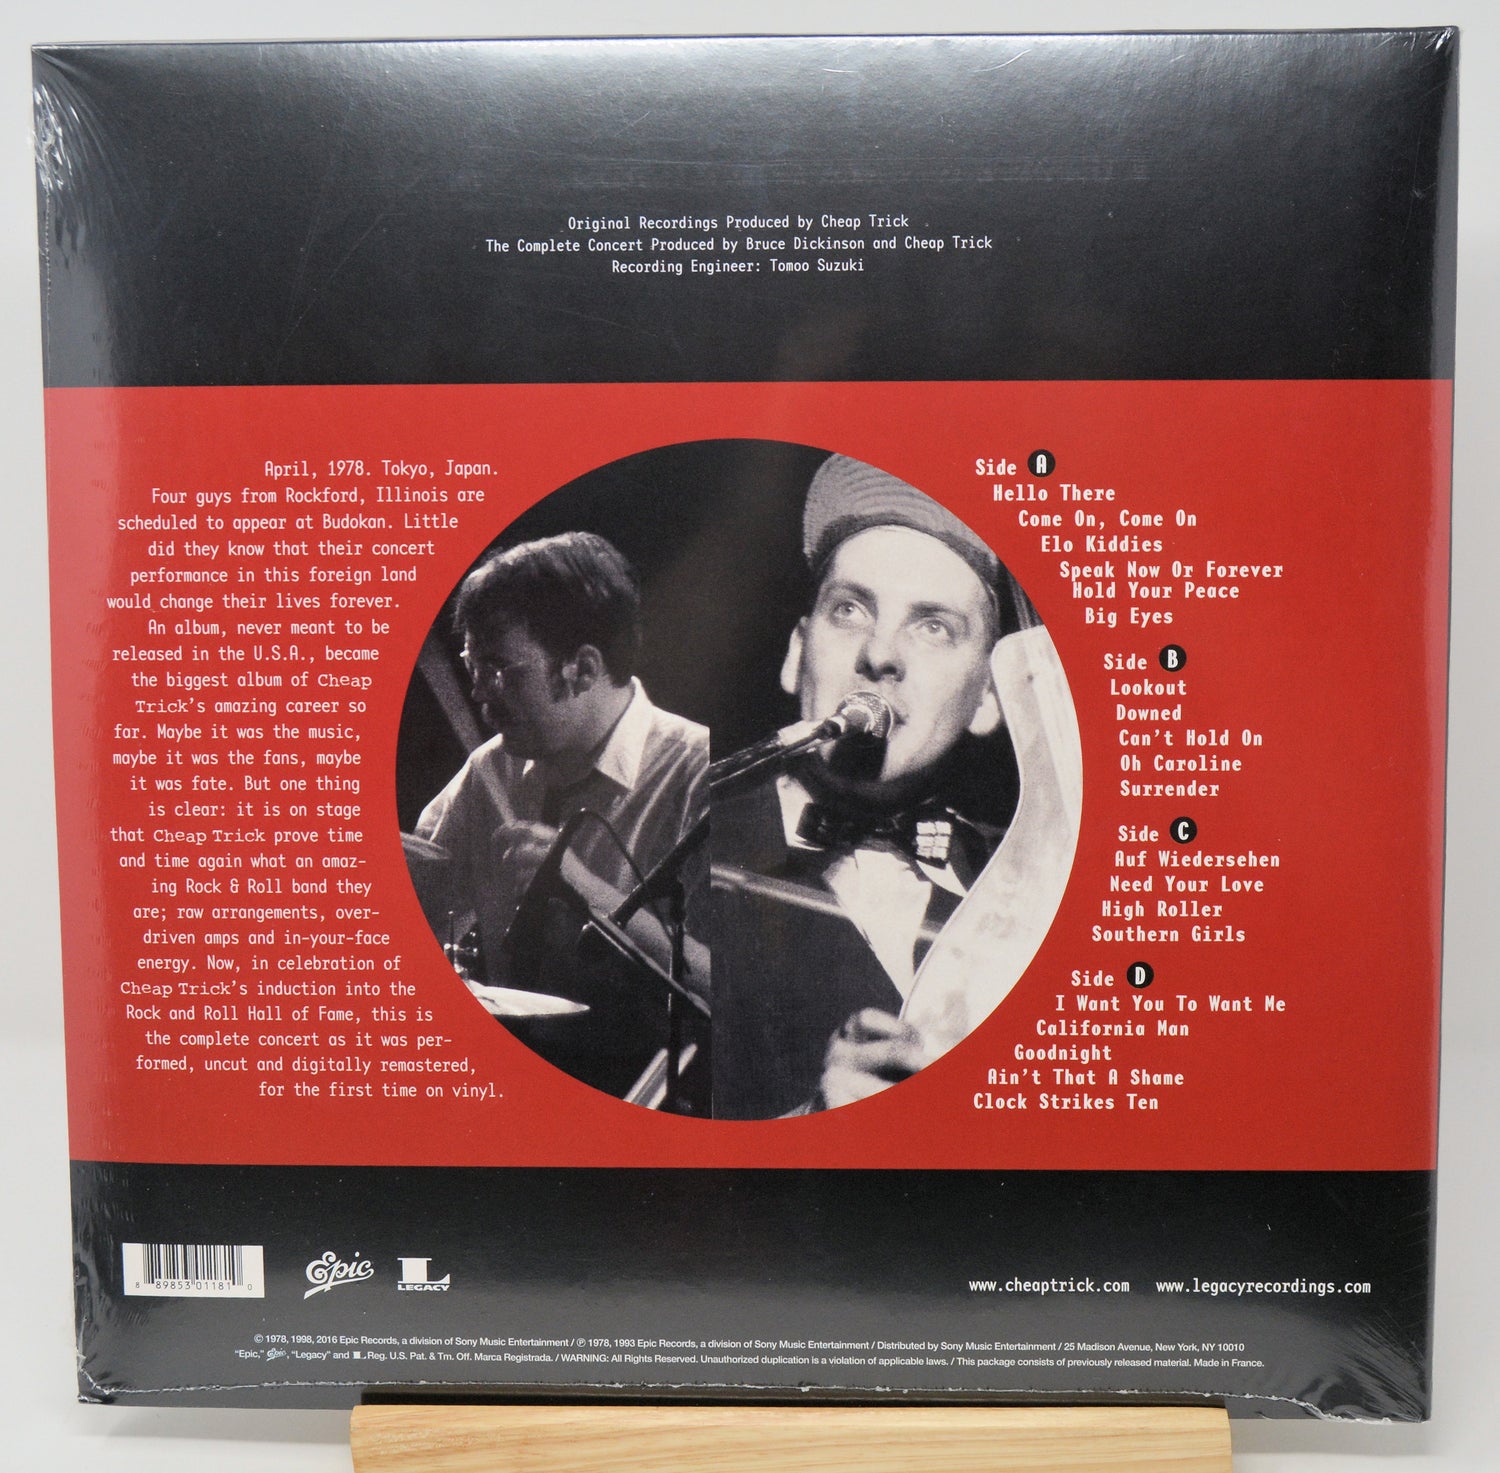 Original Recordings Produced by Cheap Trick
The Complete Concert Produced by Bruce Dickinson and Cheap Trick
Recording Engineer: Tomoo Suzuki
April, 1978. Tokyo, Japan.
Four guys from Rockford, Illinois are
scheduled to appear at Budokan. Little
did they know that their concert
performance in this foreign land
would change their lives forever.
An album, never meant to be
released in the U.S.A., became
the biggest album of Cheap
Trick's amazing career so
far. Maybe it was the music,
maybe it was the fans, maybe
it was fate. But one thing
is clear: it is on stage
that Cheap Trick prove time
and time again what an amaz-
ing Rock & Roll band they
are; raw arrangements, over-
driven amps and in-your-face
energy. Now, in celebration of
Cheap Trick's induction into the
Rock and Roll Hall of Fame, this is
the complete concert as it was per-
formed, uncut and digitally remastered,
for the first time on vinyl.
Side A
Hello There
Come On, Come On
Elo Kiddies
Speak Now Or Forever
Hold Your Peace
Big Eyes
Side B
Lookout
Downed
Can't Hold On
Oh Caroline
Surrender
Side C
Auf Wiedersehen
Need Your Love
High Roller
Southern Girls
Side D
I Want You To Want Me
California Man
Goodnight
Ain't That A Shame
Clock Strikes Ten
8 89853 01181 0
Epic
L
LEGACY
www.cheaptrick.com www.legacyrecordings.com
© 1978, 1998, 2016 Epic Records, a division of Sony Music Entertainment / ℗ 1978, 1993 Epic Records, a division of Sony Music Entertainment / Distributed by Sony Music Entertainment / 25 Madison Avenue, New York, NY 10010
"Epic," Epic, "Legacy" and L Reg. U.S. Pat. & Tm. Off. Marca Registrada. / WARNING: All Rights Reserved. Unauthorized duplication is a violation of applicable laws. / This package consists of previously released material. Made in France.